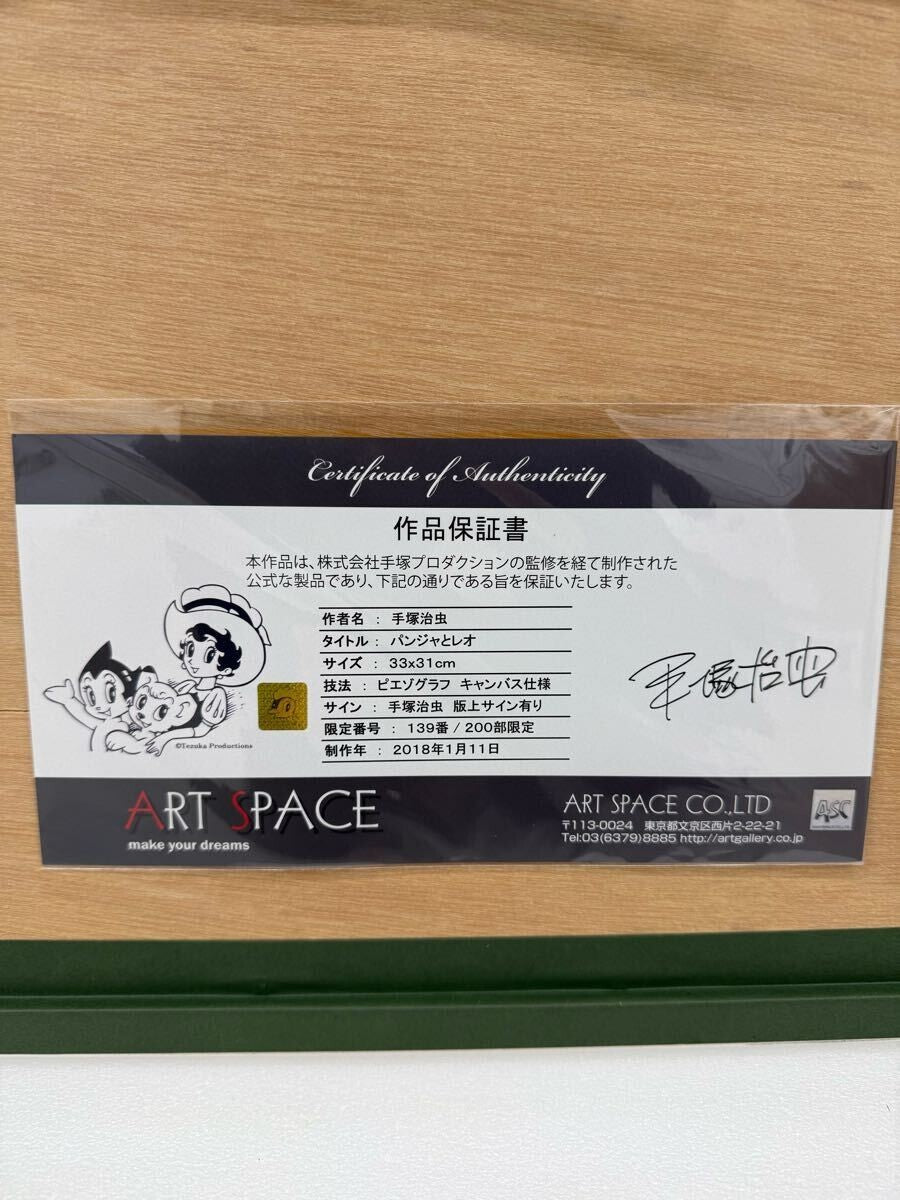 Certificate of Authenticity
作品保証書
本作品は、株式会社手塚プロダクションの監修を経て制作された
公式な製品であり、下記の通りである旨を保証いたします。
作者名 : 手塚治虫
タイトル : パンジャとレオ
サイズ : 33x31cm
技法 : ピエゾグラフ キャンバス仕様
サイン : 手塚治虫 版上サイン有り
限定番号 : 139番 / 200部限定
制作年 : 2018年1月11日
©Tezuka Productions
手塚治虫
ART SPACE
make your dreams
ART SPACE CO.,LTD
〒113-0024 東京都文京区西片2-22-21
Tel:03(6379)8885 http://artgallery.co.jp
ASC